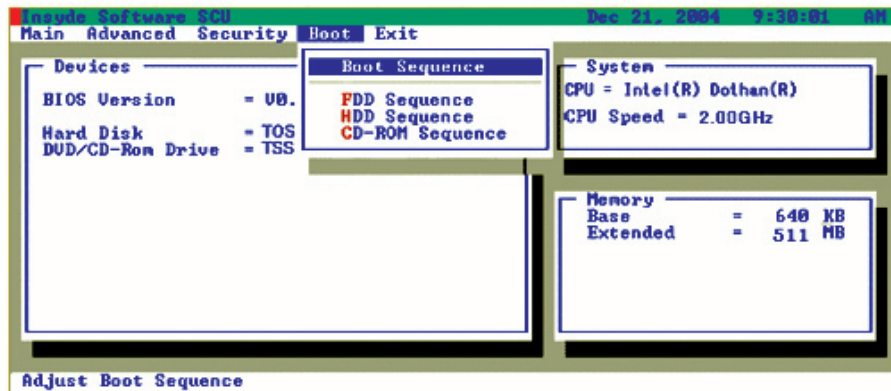 Insyde Software SCU Dec 21, 2004 9:30:01 AM
Main Advanced Security Boot Exit
Boot Sequence
FDD Sequence
HDD Sequence
CD-ROM Sequence
Devices
BIOS Version = V0.
Hard Disk = TOS
DVD/CD-Rom Drive = TSS
System
CPU = Intel(R) Dothan(R)
CPU Speed = 2.00GHz
Memory
Base = 640 KB
Extended = 511 MB
Adjust Boot Sequence